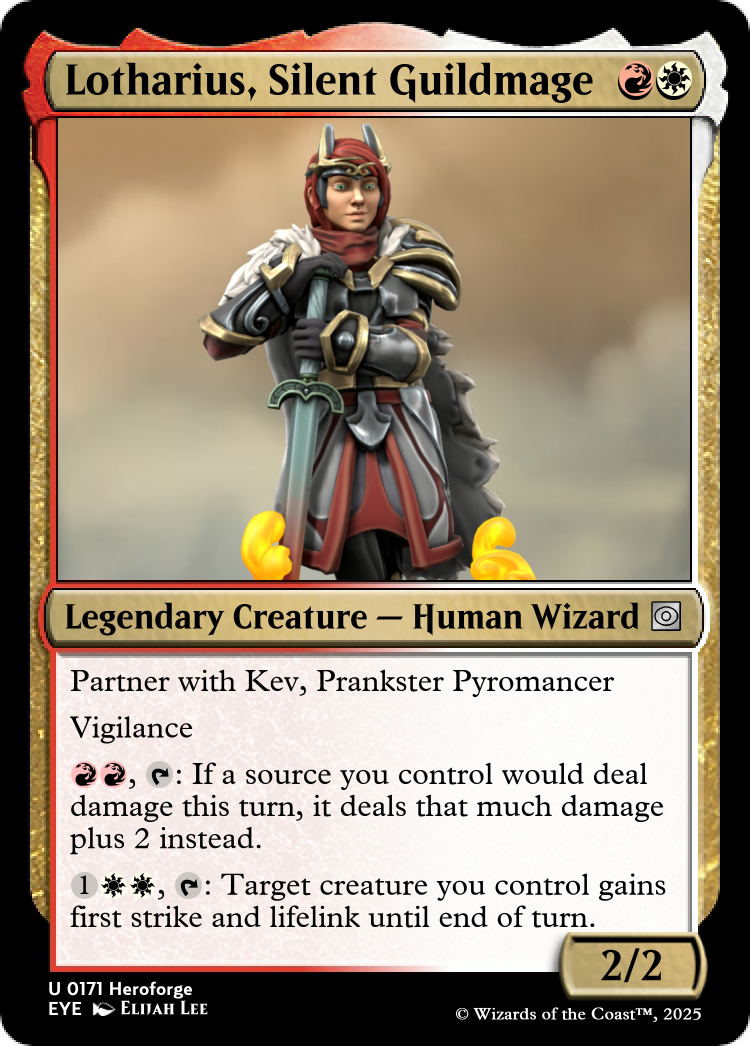 Lotharius, Silent Guildmage
Legendary Creature — Human Wizard
Partner with Kev, Prankster Pyromancer
Vigilance
, : If a source you control would deal
damage this turn, it deals that much damage
plus 2 instead.
1, : Target creature you control gains
first strike and lifelink until end of turn.
2/2
U 0171 Heroforge
EYE Elijah Lee
© Wizards of the Coast™, 2025